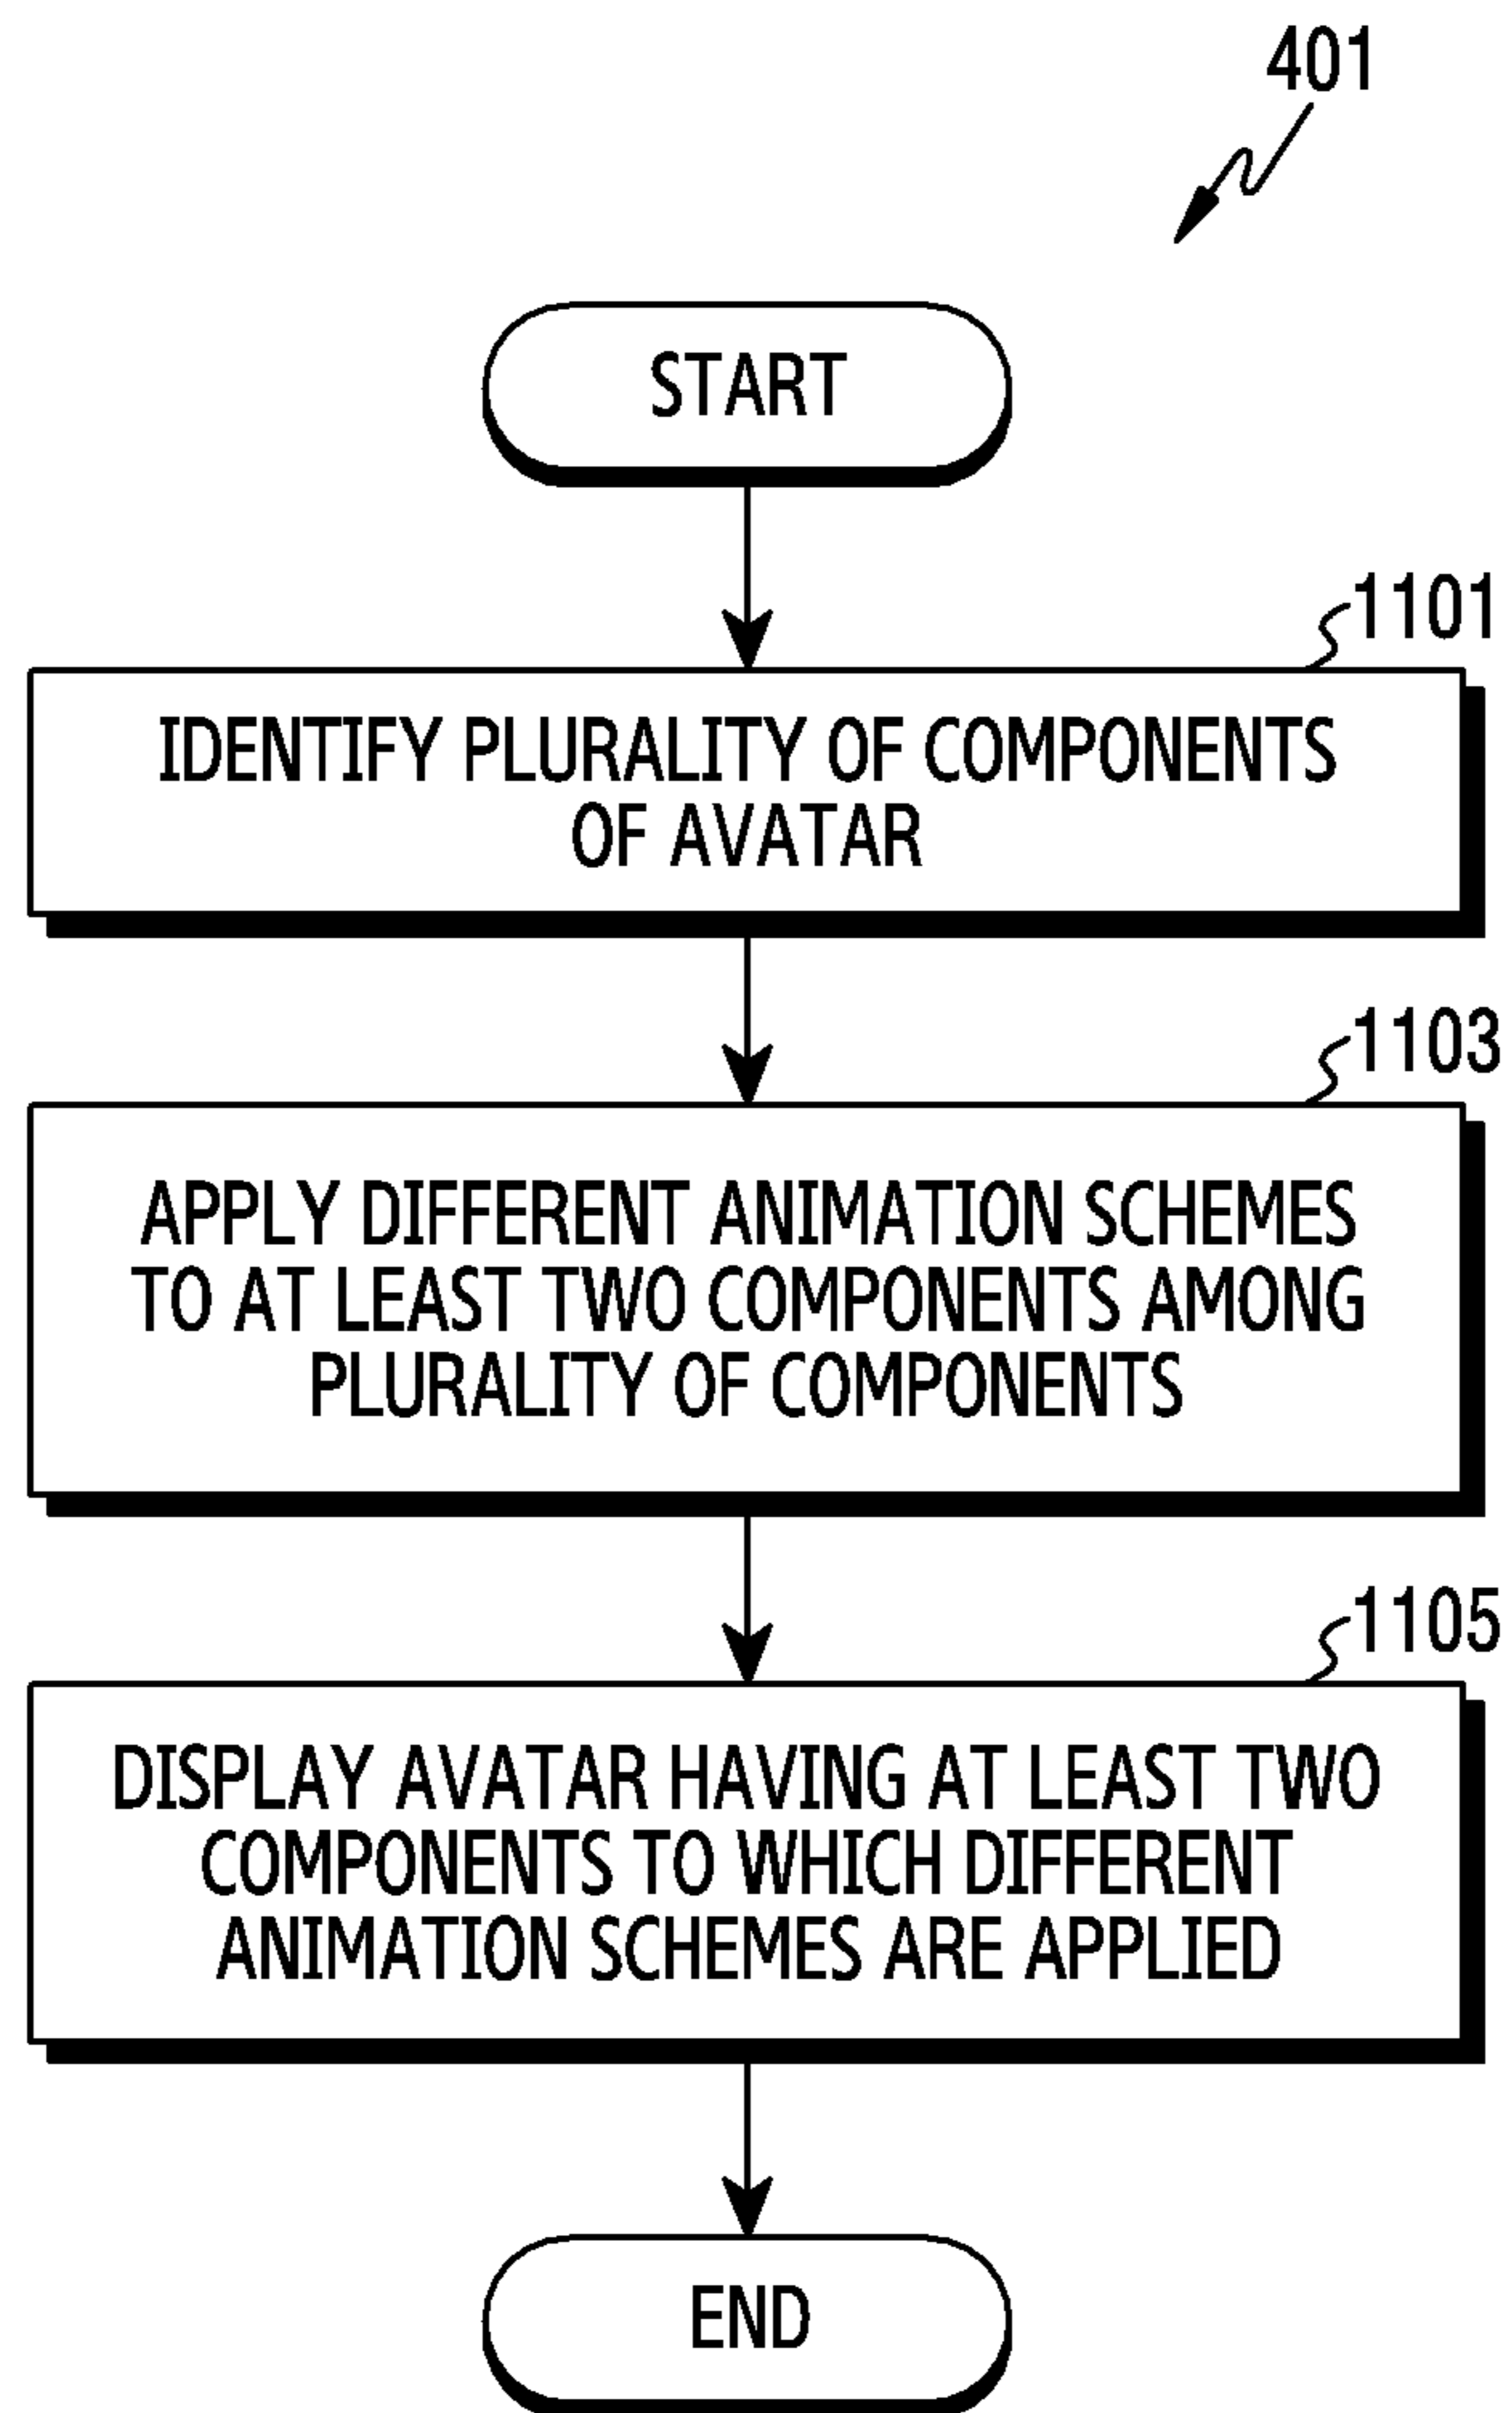 401
START
1101
IDENTIFY PLURALITY OF COMPONENTS
OF AVATAR
1103
APPLY DIFFERENT ANIMATION SCHEMES
TO AT LEAST TWO COMPONENTS AMONG
PLURALITY OF COMPONENTS
1105
DISPLAY AVATAR HAVING AT LEAST TWO
COMPONENTS TO WHICH DIFFERENT
ANIMATION SCHEMES ARE APPLIED
END